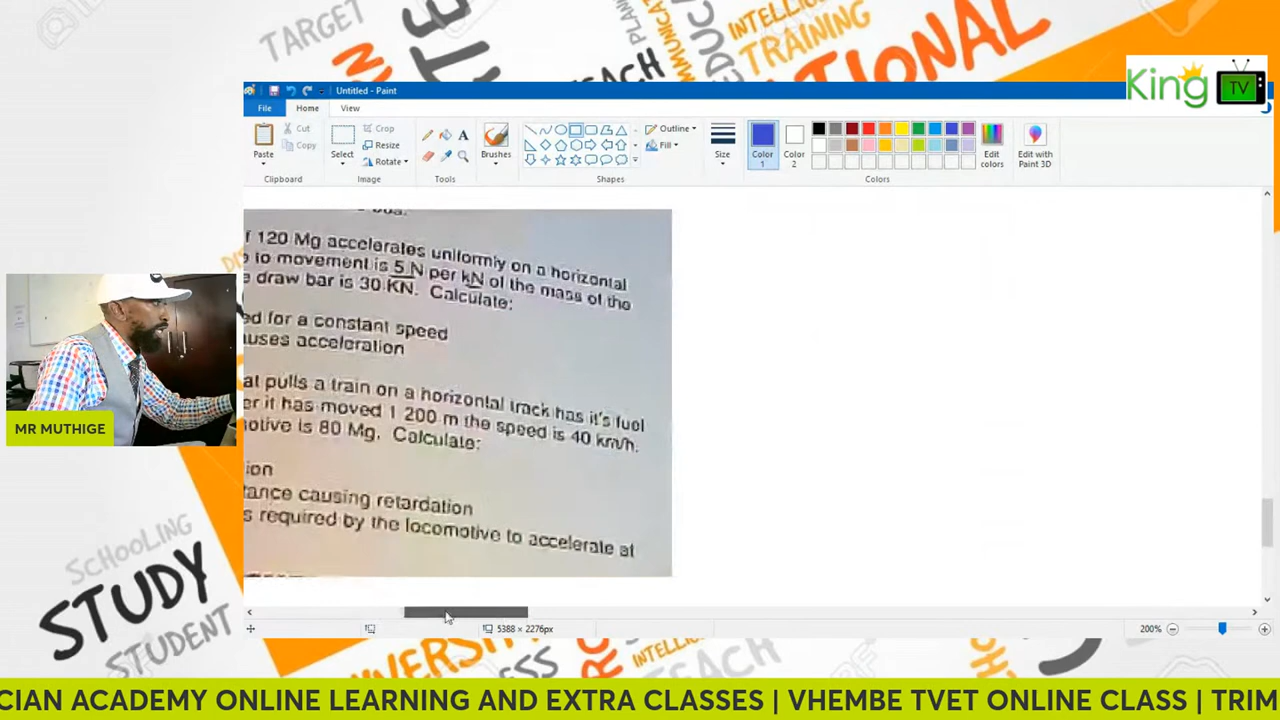 TARGET
TRAINING
TEACH
EDUCA
King TV
Untitled - Paint
File Home View
Paste
Cut
Copy
Clipboard
Select
Crop
Resize
Rotate
Image
Tools
Brushes
Shapes
Outline
Fill
Size
Color 1
Color 2
Colors
Edit colors
Edit with Paint 3D
f 120 Mg accelerates uniformly on a horizontal
to movement is 5 N per kN of the mass of the
draw bar is 30 KN. Calculate:
ed for a constant speed
uses acceleration
at pulls a train on a horizontal track has it's fuel
er it has moved 1 200 m the speed is 40 km/h.
notive is 80 Mg. Calculate:
ion
tance causing retardation
s required by the locomotive to accelerate at
5388 × 2276px
200%
MR MUTHIGE
SCHOOLING
STUDY
STUDENT
TEACH
CIAN ACADEMY ONLINE LEARNING AND EXTRA CLASSES | VHEMBE TVET ONLINE CLASS | TRIM